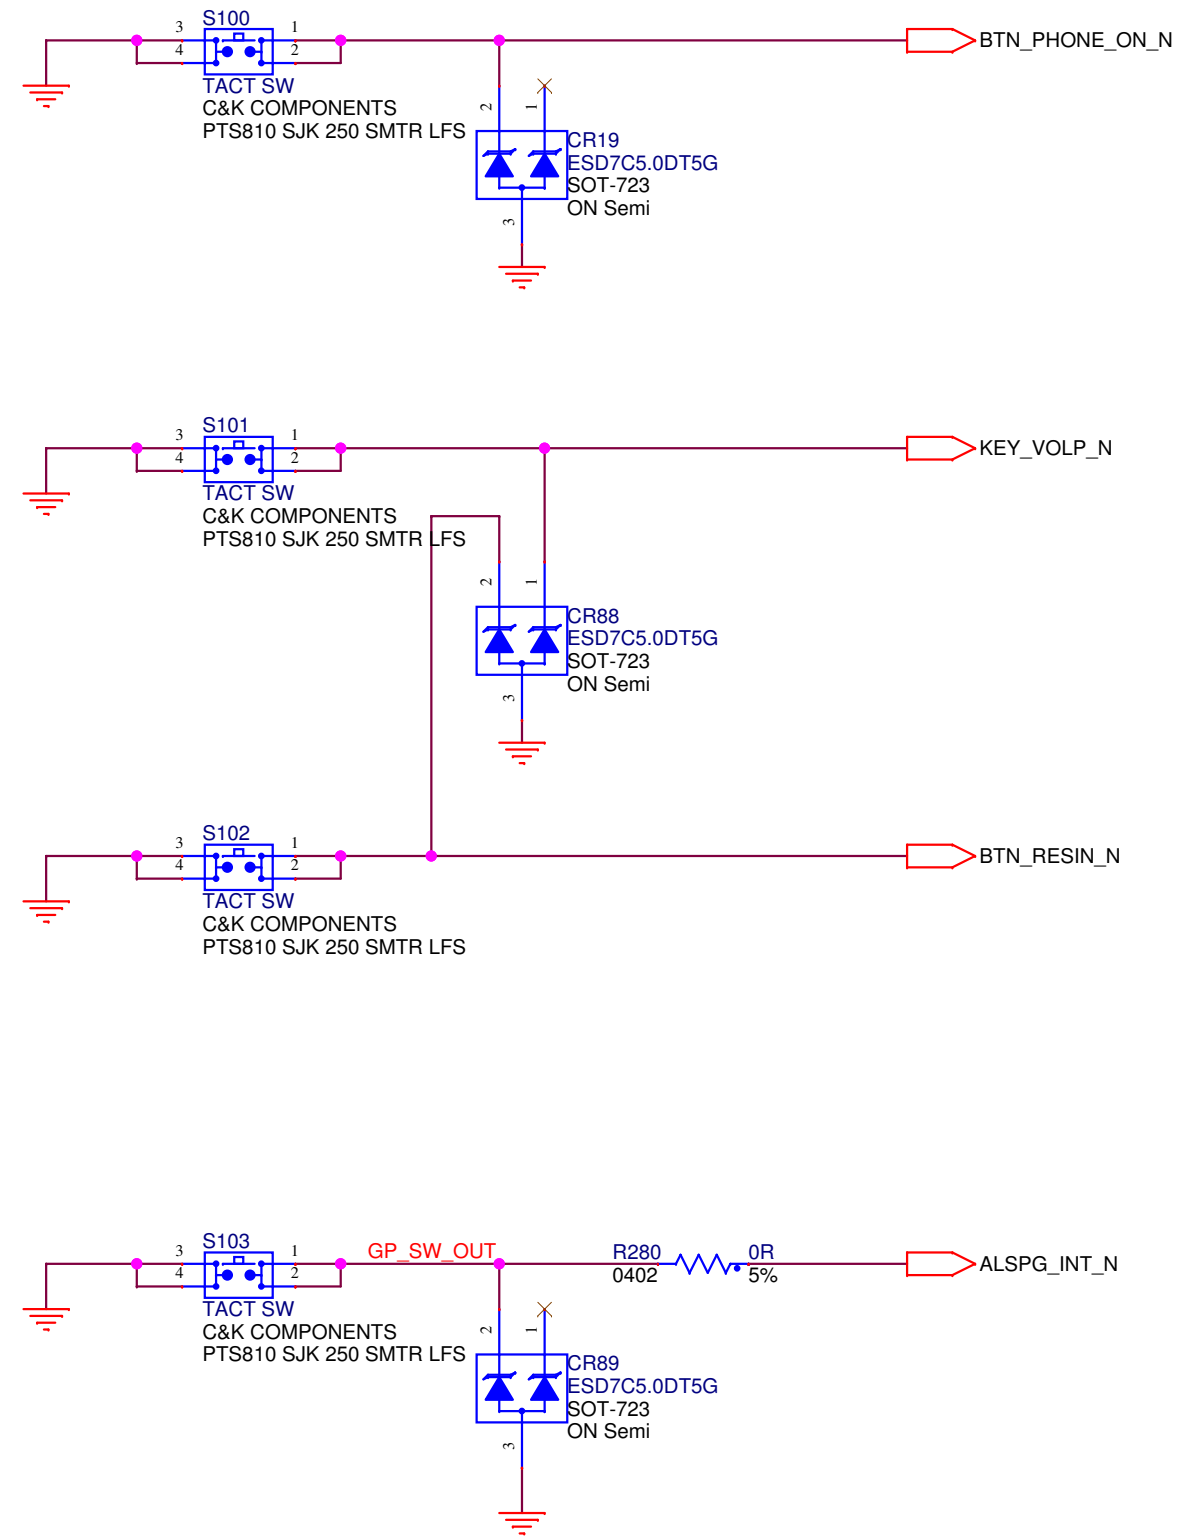 S100
3 1
4 2
TACT SW
C&K COMPONENTS
PTS810 SJK 250 SMTR LFS
BTN_PHONE_ON_N
2 1
CR19
ESD7C5.0DT5G
SOT-723
ON Semi
3
S101
3 1
4 2
TACT SW
C&K COMPONENTS
PTS810 SJK 250 SMTR LFS
KEY_VOLP_N
2 1
CR88
ESD7C5.0DT5G
SOT-723
ON Semi
3
S102
3 1
4 2
TACT SW
C&K COMPONENTS
PTS810 SJK 250 SMTR LFS
BTN_RESIN_N
S103
3 1
4 2
TACT SW
C&K COMPONENTS
PTS810 SJK 250 SMTR LFS
GP_SW_OUT
R280 0R
0402 5%
ALSPG_INT_N
2 1
CR89
ESD7C5.0DT5G
SOT-723
ON Semi
3